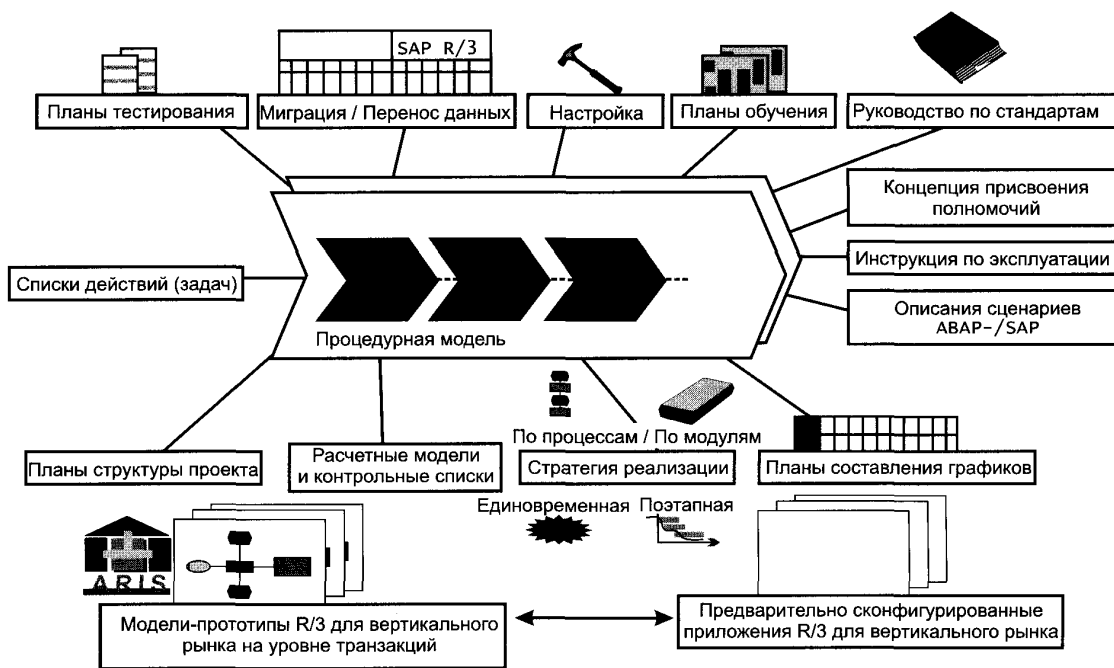 SAP R/3
Планы тестирования
Миграция / Перенос данных
Настройка
Планы обучения
Руководство по стандартам
Концепция присвоения
полномочий
Списки действий (задач)
Инструкция по эксплуатации
Описания сценариев
ABAP-/SAP
Процедурная модель
По процессам / По модулям
Планы структуры проекта
Расчетные модели
и контрольные списки
Стратегия реализации
Планы составления графиков
Единовременная
Поэтапная
ARIS
Модели-прототипы R/3 для вертикального
рынка на уровне транзакций
Предварительно сконфигурированные
приложения R/3 для вертикального рынка